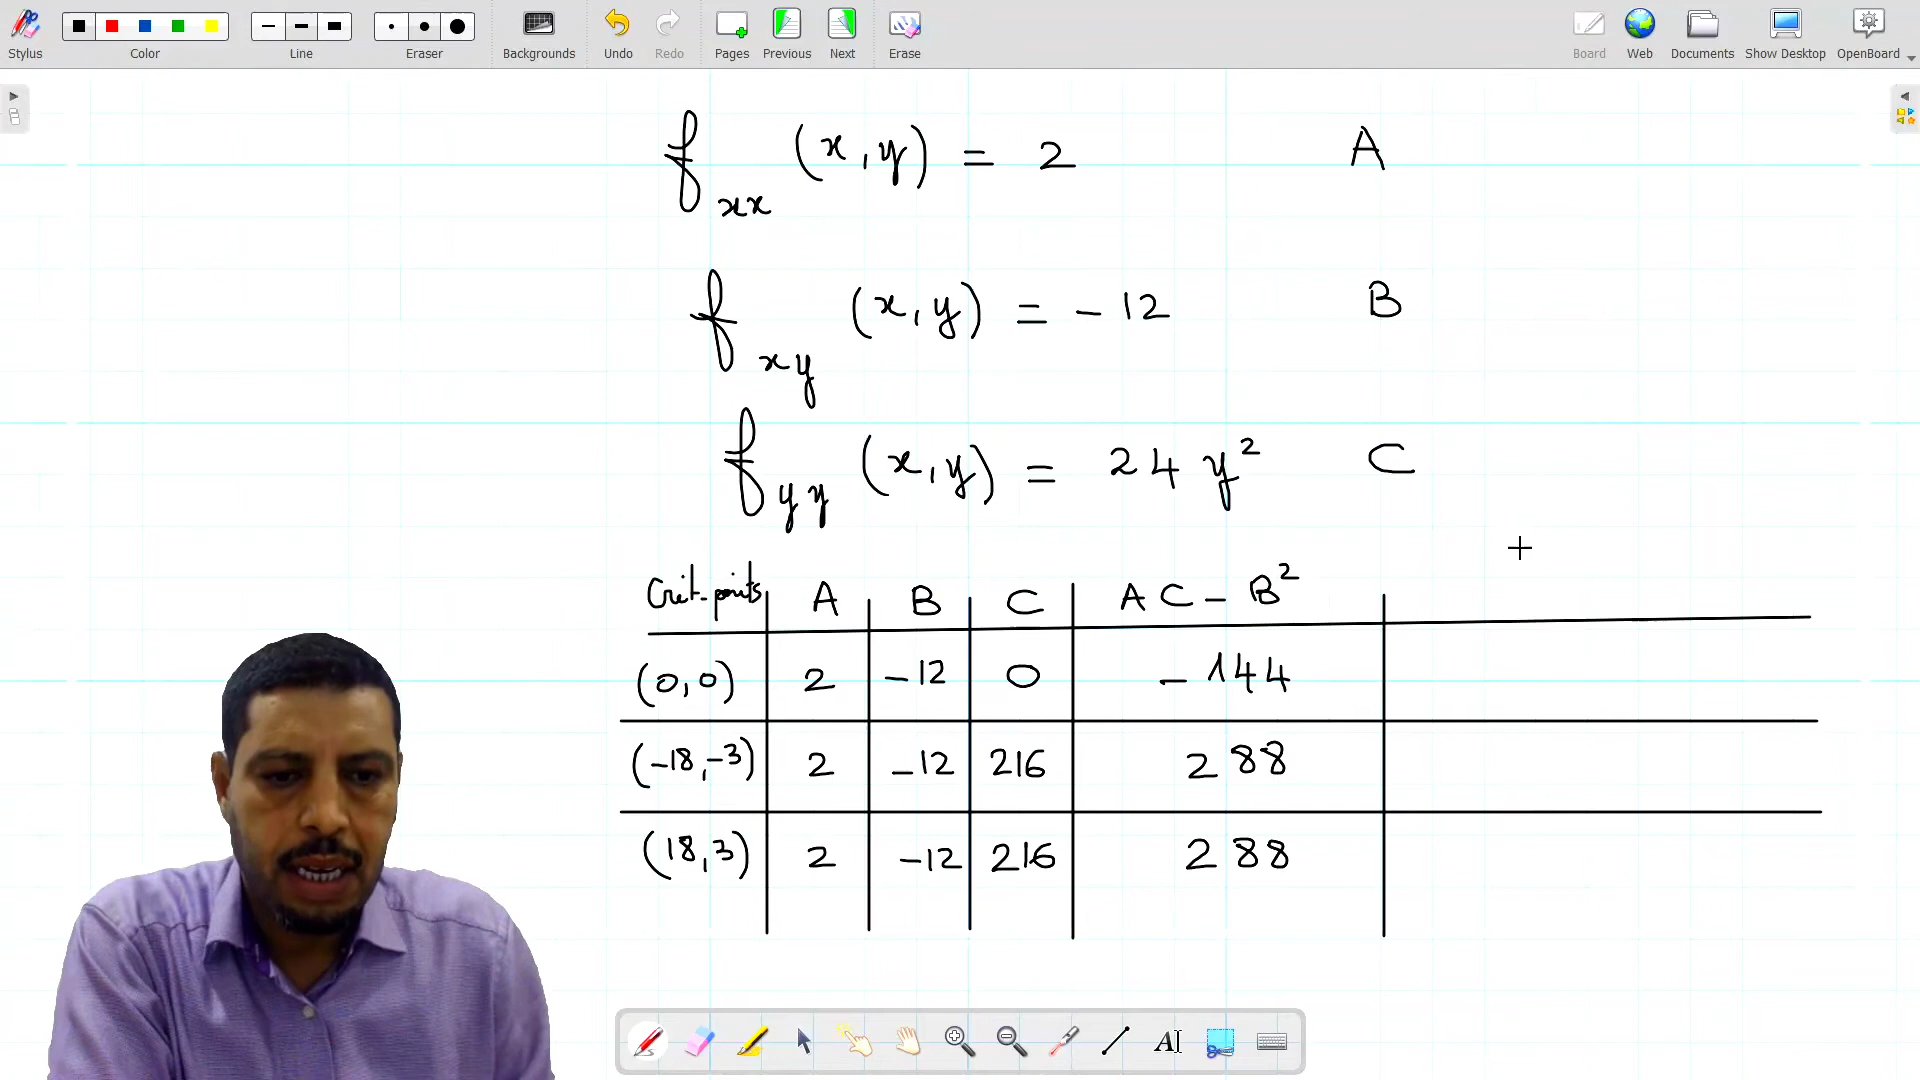 Stylus Color Line Eraser Backgrounds Undo Redo Pages Previous Next Erase Board Web Documents Show Desktop OpenBoard
f_xx (x,y) = 2 A
f_xy (x,y) = -12 B
f_yy (x,y) = 24 y² C
Crit-points A B C AC - B²
(0,0) 2 -12 0 -144
(-18,-3) 2 -12 216 288
(18,3) 2 -12 216 288